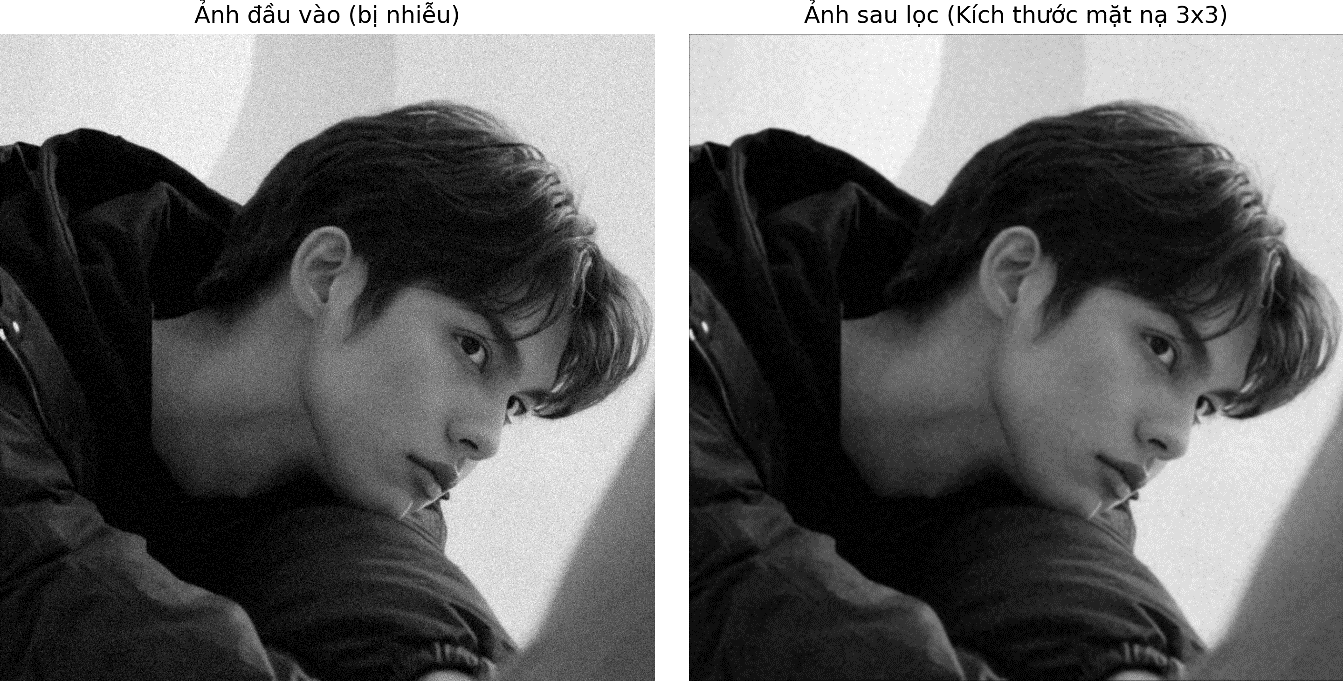 Ảnh đầu vào (bị nhiễu)
Ảnh sau lọc (Kích thước mặt nạ 3x3)